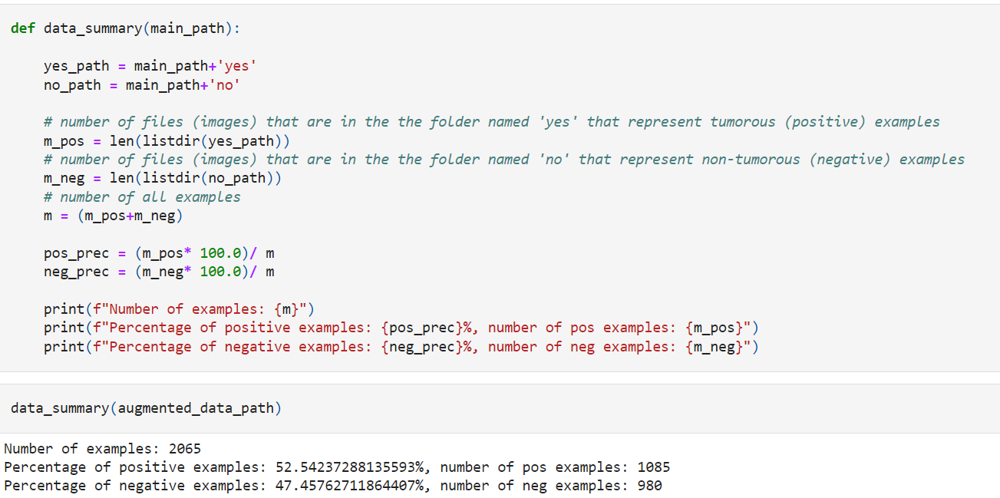 def data_summary(main_path):
yes_path = main_path+'yes'
no_path = main_path+'no'
# number of files (images) that are in the the folder named 'yes' that represent tumorous (positive) examples
m_pos = len(listdir(yes_path))
# number of files (images) that are in the the folder named 'no' that represent non-tumorous (negative) examples
m_neg = len(listdir(no_path))
# number of all examples
m = (m_pos+m_neg)
pos_prec = (m_pos* 100.0)/ m
neg_prec = (m_neg* 100.0)/ m
print(f"Number of examples: {m}")
print(f"Percentage of positive examples: {pos_prec}%, number of pos examples: {m_pos}")
print(f"Percentage of negative examples: {neg_prec}%, number of neg examples: {m_neg}")
data_summary(augmented_data_path)
Number of examples: 2065
Percentage of positive examples: 52.54237288135593%, number of pos examples: 1085
Percentage of negative examples: 47.45762711864407%, number of neg examples: 980